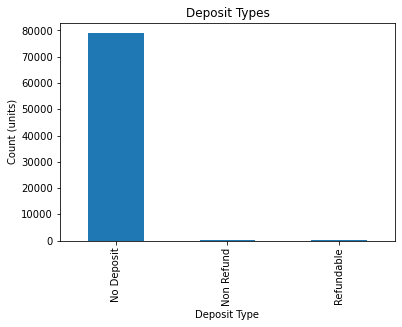 Deposit Types
80000
70000
60000
50000
40000
30000
20000
10000
0
Count (units)
No Deposit
Non Refund
Refundable
Deposit Type